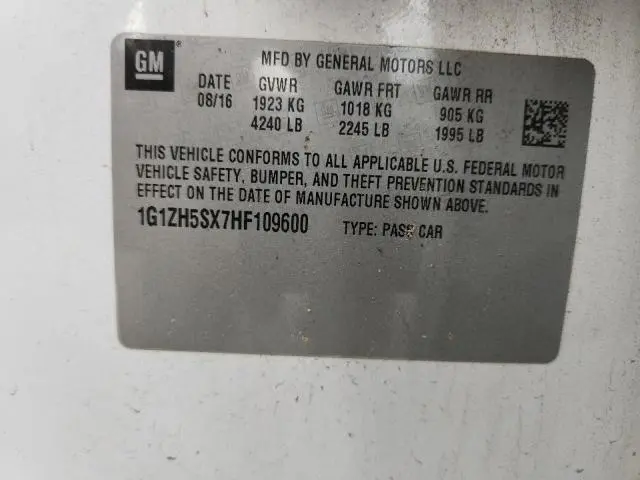 GM
MFD BY GENERAL MOTORS LLC
DATE GVWR GAWR FRT GAWR RR
08/16 1923 KG 1018 KG 905 KG
4240 LB 2245 LB 1995 LB
THIS VEHICLE CONFORMS TO ALL APPLICABLE U.S. FEDERAL MOTOR
VEHICLE SAFETY, BUMPER, AND THEFT PREVENTION STANDARDS IN
EFFECT ON THE DATE OF MANUFACTURE SHOWN ABOVE.
1G1ZH5SX7HF109600 TYPE: PASS CAR